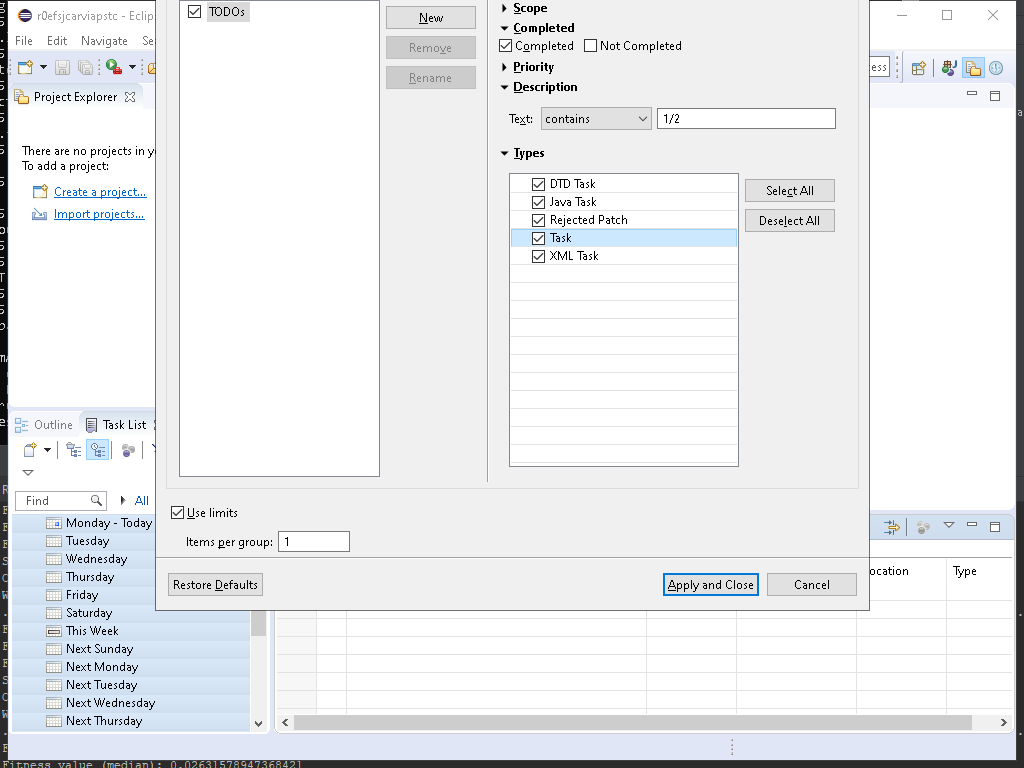 r0efsjcarviapstc - Eclip
File Edit Navigate Se
ess
Project Explorer
There are no projects in y
To add a project:
Create a project...
Import projects...
TODOs
New
Remove
Rename
Scope
Completed
Completed Not Completed
Priority
Description
Text: contains 1/2
Types
DTD Task
Java Task
Rejected Patch
Task
XML Task
Select All
Deselect All
Outline Task List
Find All
Monday - Today
Tuesday
Wednesday
Thursday
Friday
Saturday
This Week
Next Sunday
Next Monday
Next Tuesday
Next Wednesday
Next Thursday
Use limits
Items per group: 1
Restore Defaults
Apply and Close Cancel
ocation Type
Fitness value (median): 0.02631578947368421